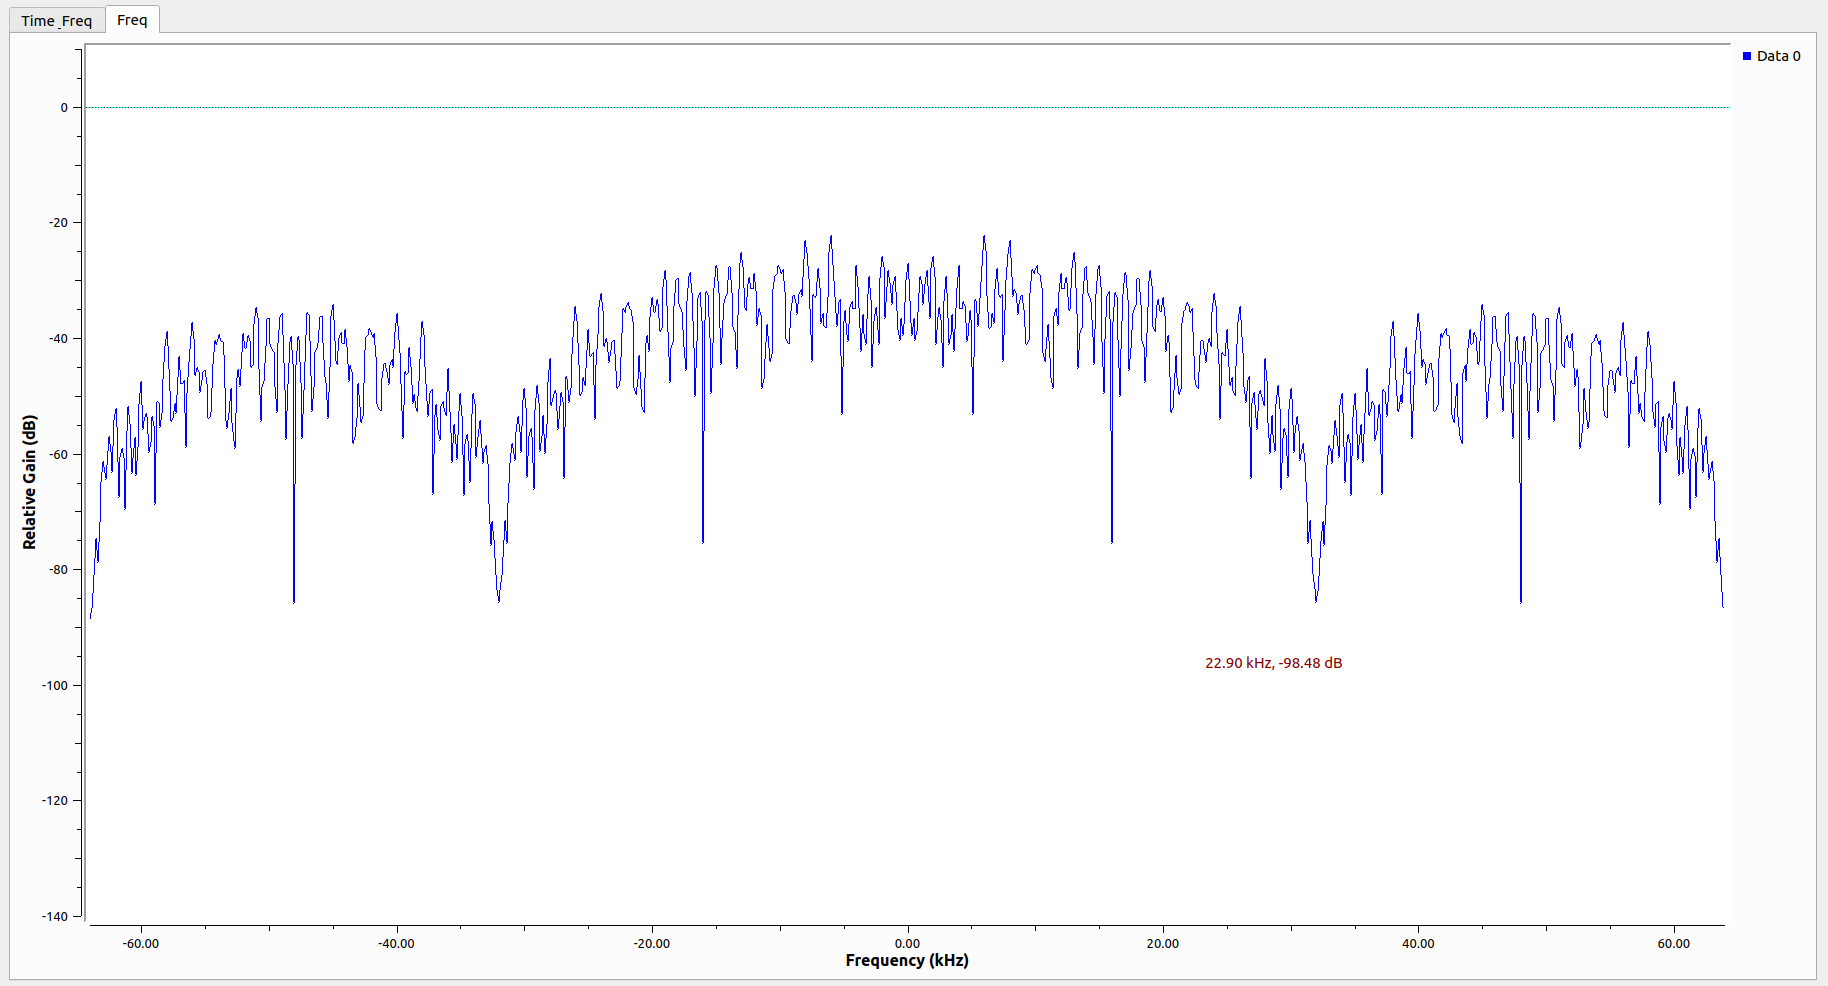 Time_Freq
Freq
Data 0
0
-20
-40
-60
-80
-100
-120
-140
Relative Gain (dB)
22.90 kHz, -98.48 dB
-60.00
-40.00
-20.00
0.00
20.00
40.00
60.00
Frequency (kHz)